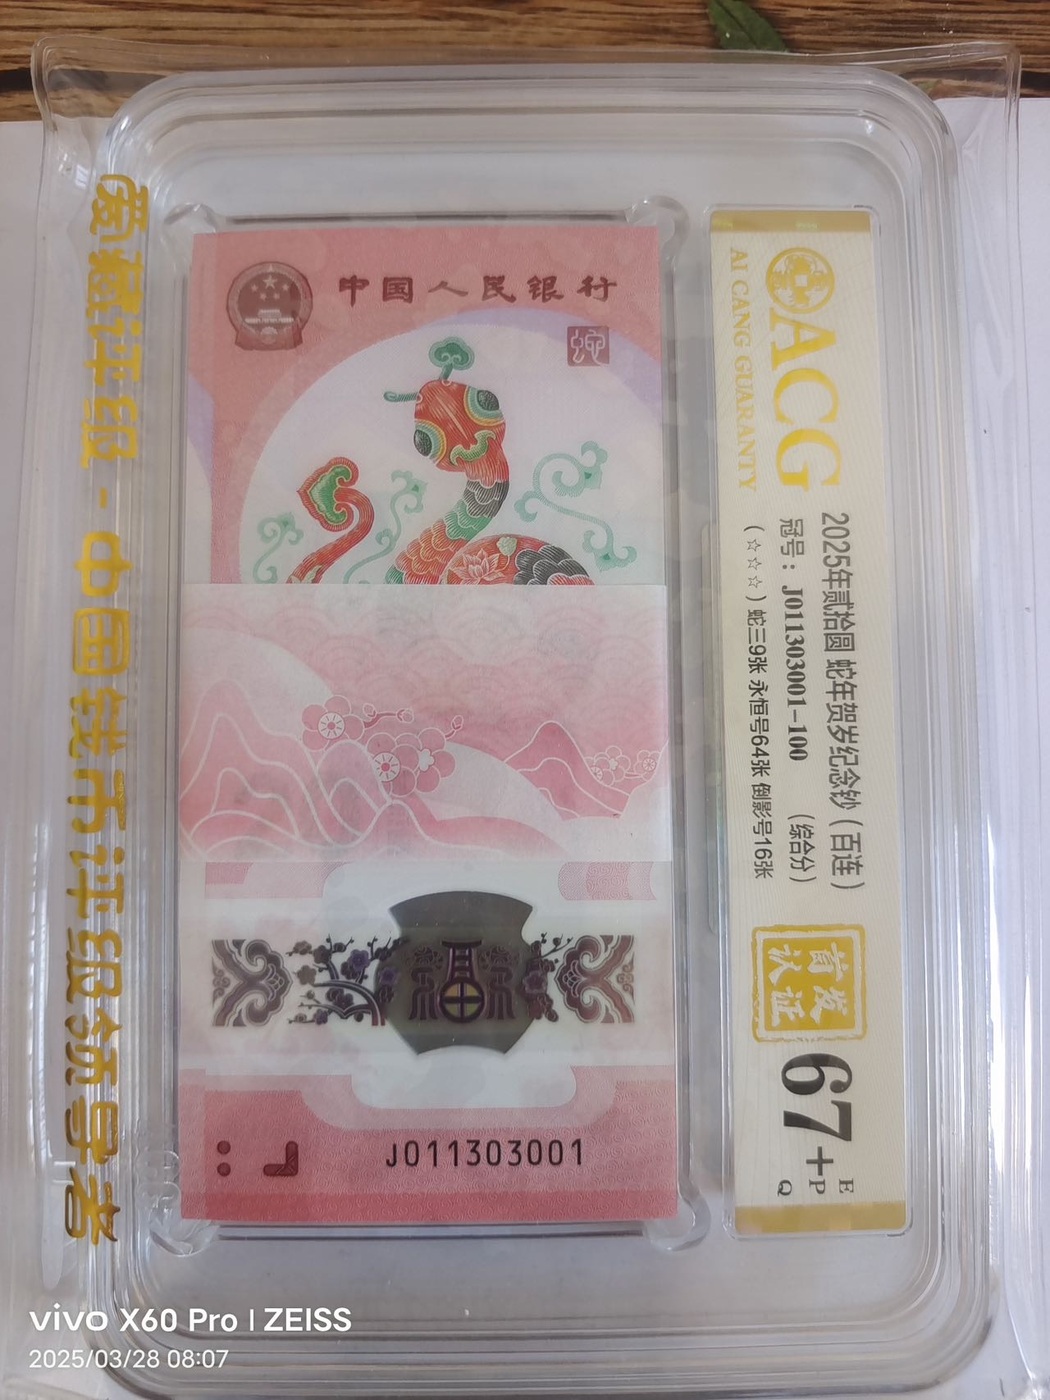 爱藏评级 - 中国钱币评级领导者
中国人民银行
蛇
J011303001
ACG
AI CANG GUARANTY
2025年贰拾圆 蛇年贺岁纪念钞（百连）
冠号：J011303001-100 （综合分）
（☆☆☆）蛇三9张 永恒号64张 倒影号16张
首发
认证
67+
E
P
Q
vivo X60 Pro | ZEISS
2025/03/28 08:07